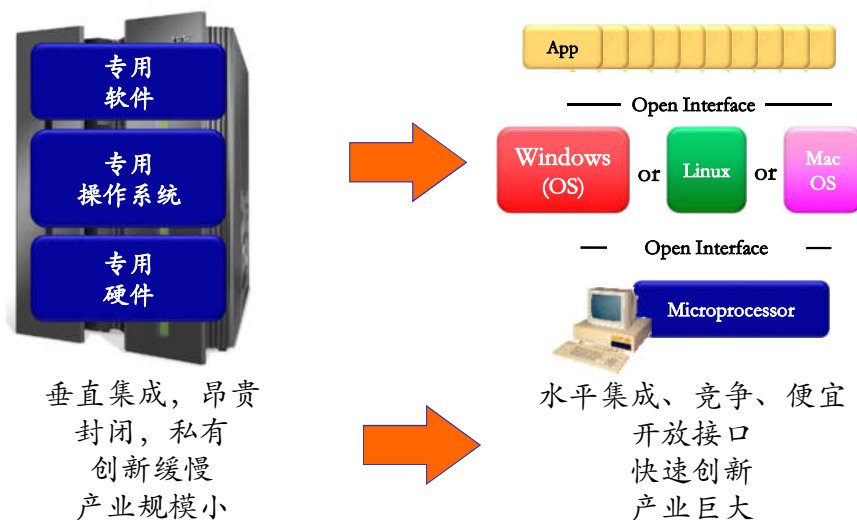 专用
软件
专用
操作系统
专用
硬件
垂直集成，昂贵
封闭，私有
创新缓慢
产业规模小
App
Open Interface
Windows
(OS)
or
Linux
or
Mac
OS
Open Interface
Microprocessor
水平集成、竞争、便宜
开放接口
快速创新
产业巨大